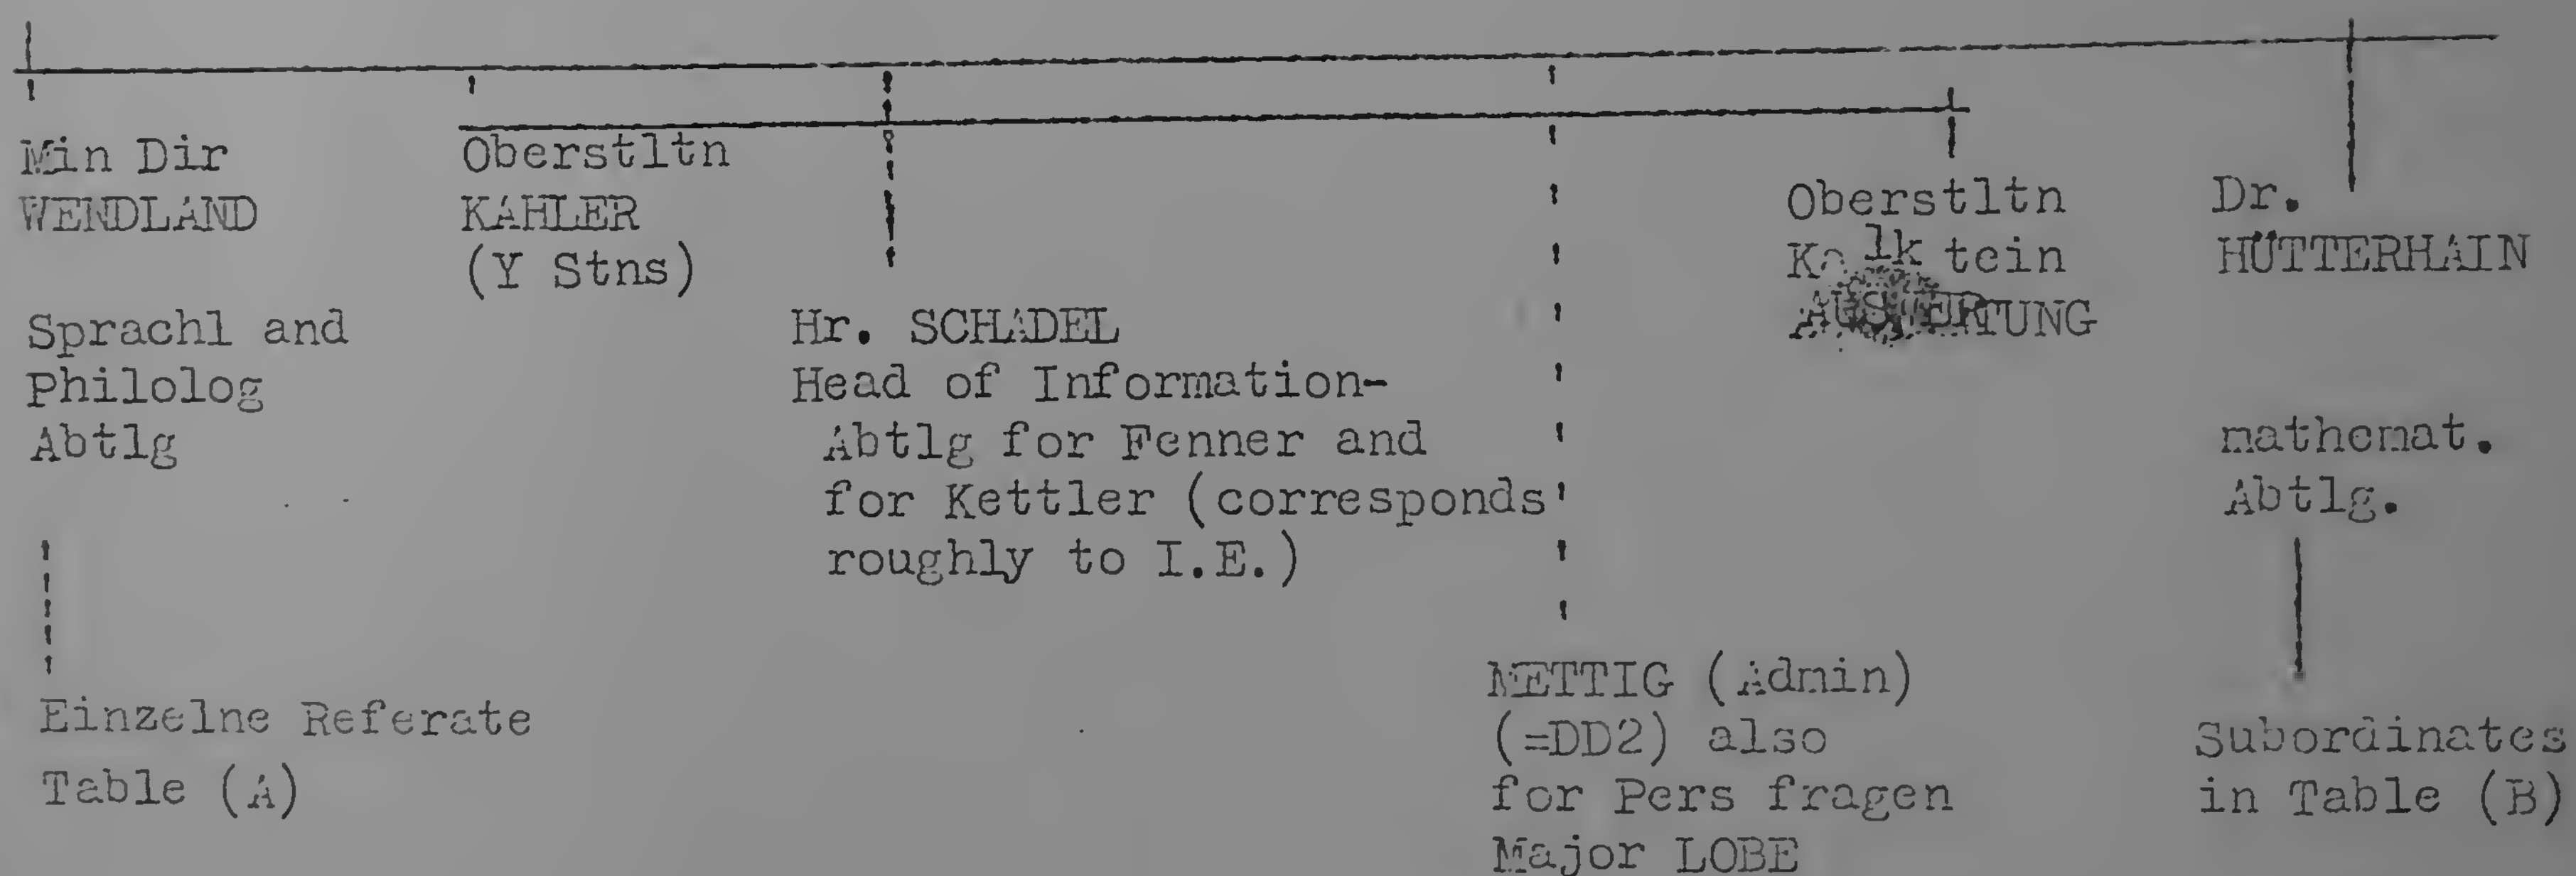 Min Dir
WENDLAND
Sprachl and
Philolog
Abtlg
Einzelne Referate
Table (A)
Oberstltn
KAHLER
(Y Stns)
Hr. SCHADEL
Head of Information-
Abtlg for Fenner and
for Kettler (corresponds
roughly to I.E.)
METTIG (Admin)
(=DD2) also
for Pers fragen
Major LOBE
Oberstltn
Kalk tein
AUSWERTUNG
Dr.
HÜTTERHAIN
mathemat.
Abtlg.
Subordinates
in Table (B)